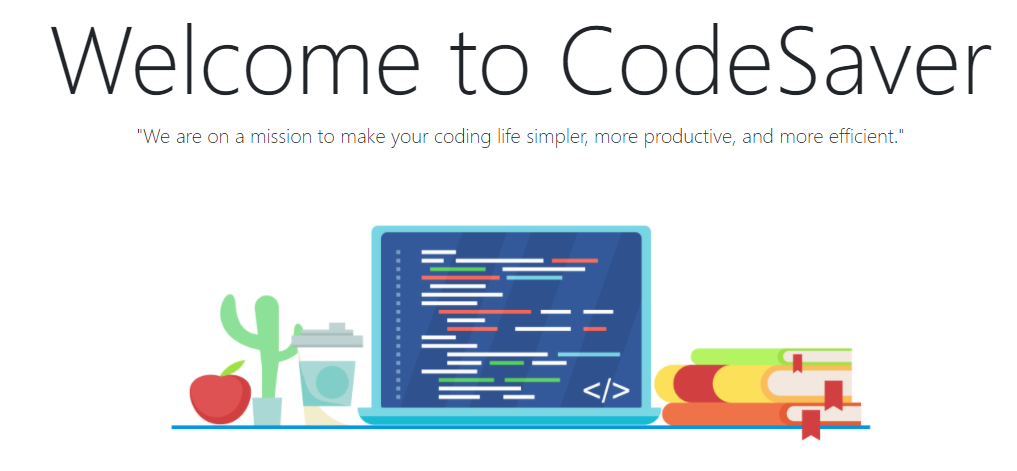 Welcome to CodeSaver
"We are on a mission to make your coding life simpler, more productive, and more efficient."
</>